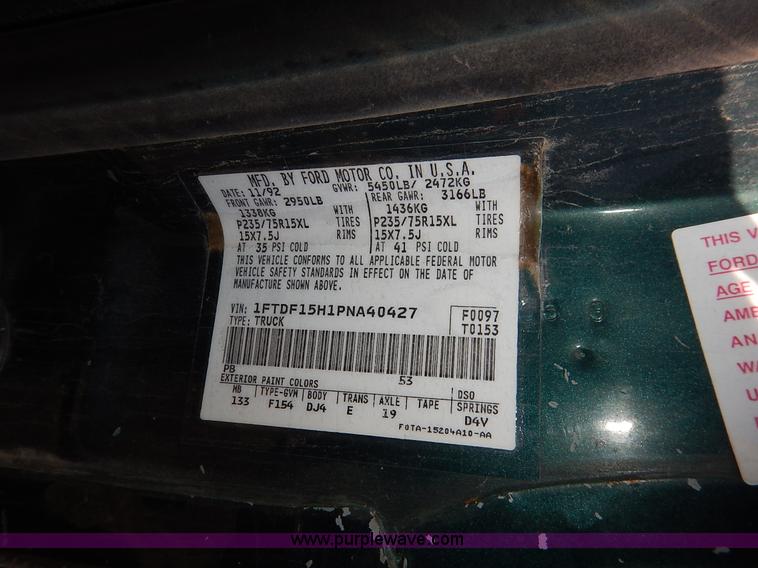 MFD. BY FORD MOTOR CO. IN U.S.A.
DATE: 11/92 GVWR: 5450LB/ 2472KG
FRONT GAWR: 2950LB REAR GAWR: 3166LB
1338KG WITH 1436KG WITH
P235/75R15XL TIRES P235/75R15XL TIRES
15X7.5J RIMS 15X7.5J RIMS
AT 35 PSI COLD AT 41 PSI COLD
THIS VEHICLE CONFORMS TO ALL APPLICABLE FEDERAL MOTOR
VEHICLE SAFETY STANDARDS IN EFFECT ON THE DATE OF
MANUFACTURE SHOWN ABOVE.
VIN: 1FTDF15H1PNA40427 F0097
TYPE: TRUCK T0153
PB 53
EXTERIOR PAINT COLORS DSO
WB TYPE-GVW BODY TRANS AXLE TAPE SPRINGS
133 F154 DJ4 E 19 D4V
F0TA-15204A10-AA
THIS V
FORD
AGE
AME
AN
WA
U
www.purplewave.com